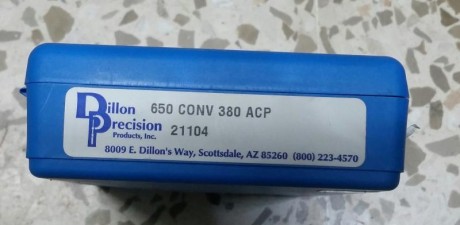 Dillon Precision Products, Inc.
650 CONV 380 ACP
21104
8009 E. Dillon's Way, Scottsdale, AZ 85260 (800) 223-4570